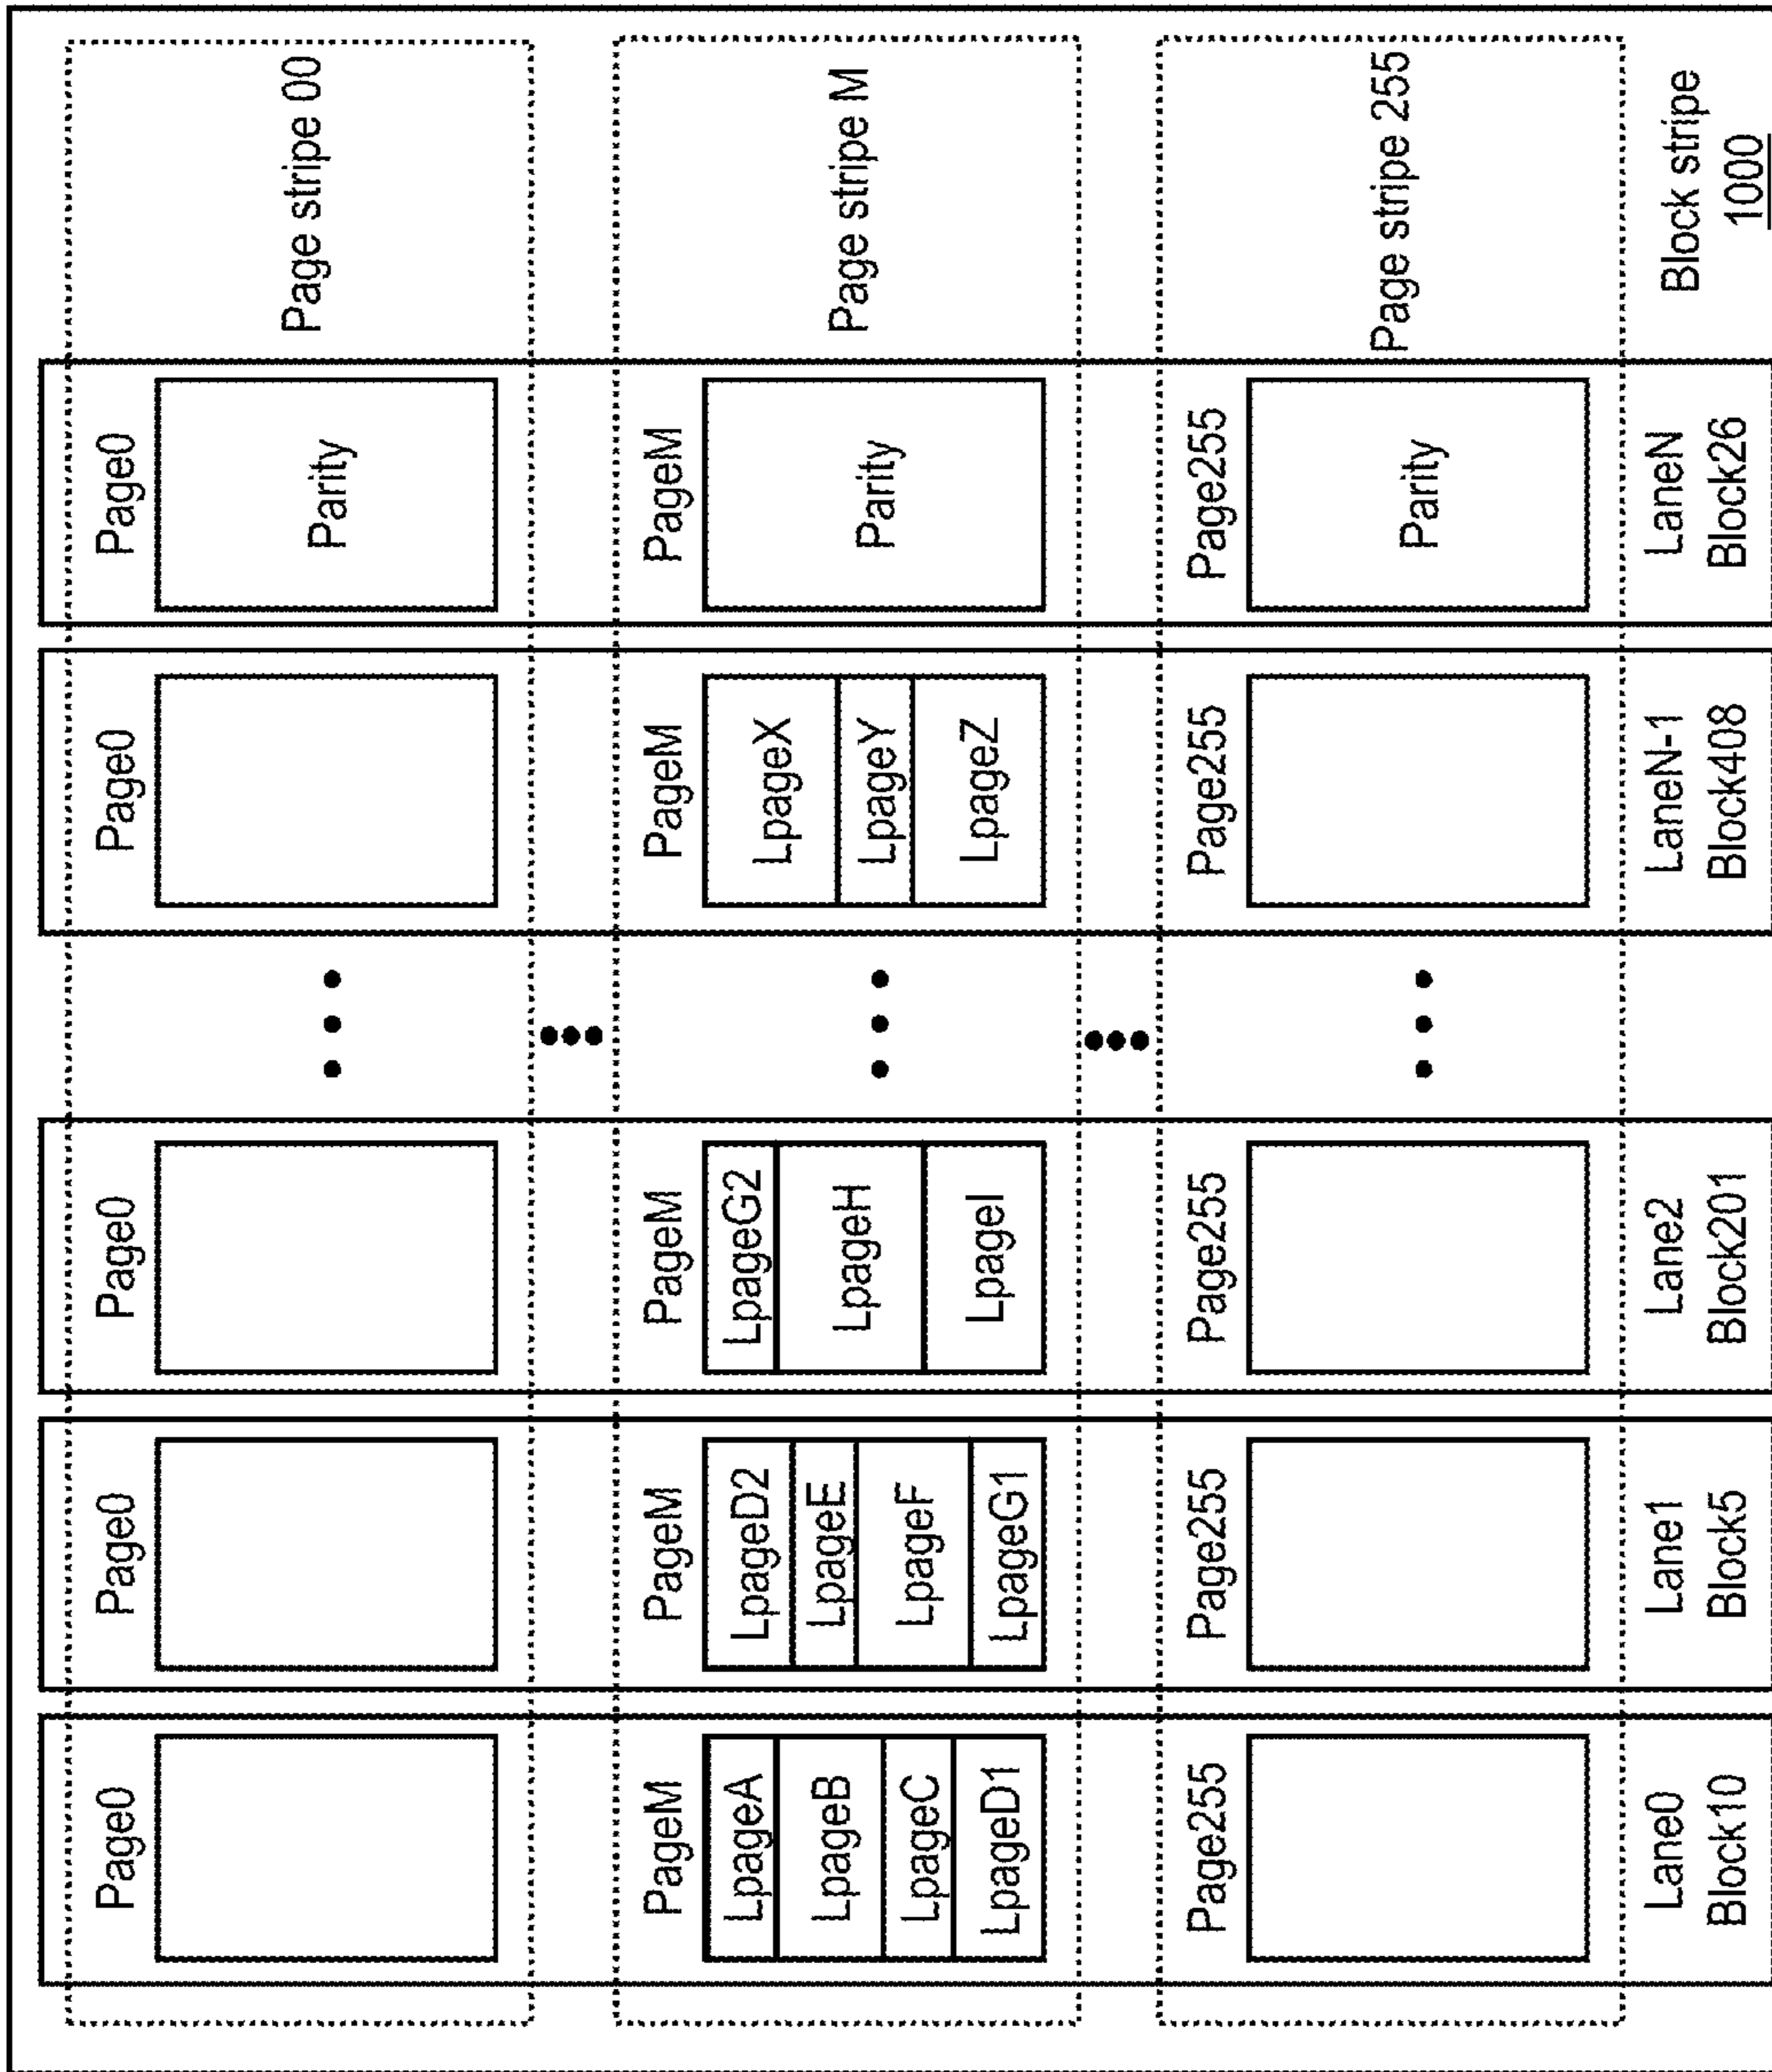 Page0
Page0
Page0
Page0
Page0
Parity
Page stripe 00
PageM
LpageA
LpageB
LpageC
LpageD1
PageM
LpageD2
LpageE
LpageF
LpageG1
PageM
LpageG2
LpageH
LpageI
PageM
LpageX
LpageY
LpageZ
PageM
Parity
Page stripe M
Page255
Page255
Page255
Page255
Page255
Parity
Page stripe 255
Lane0
Block10
Lane1
Block5
Lane2
Block201
LaneN-1
Block408
LaneN
Block26
Block stripe
1000